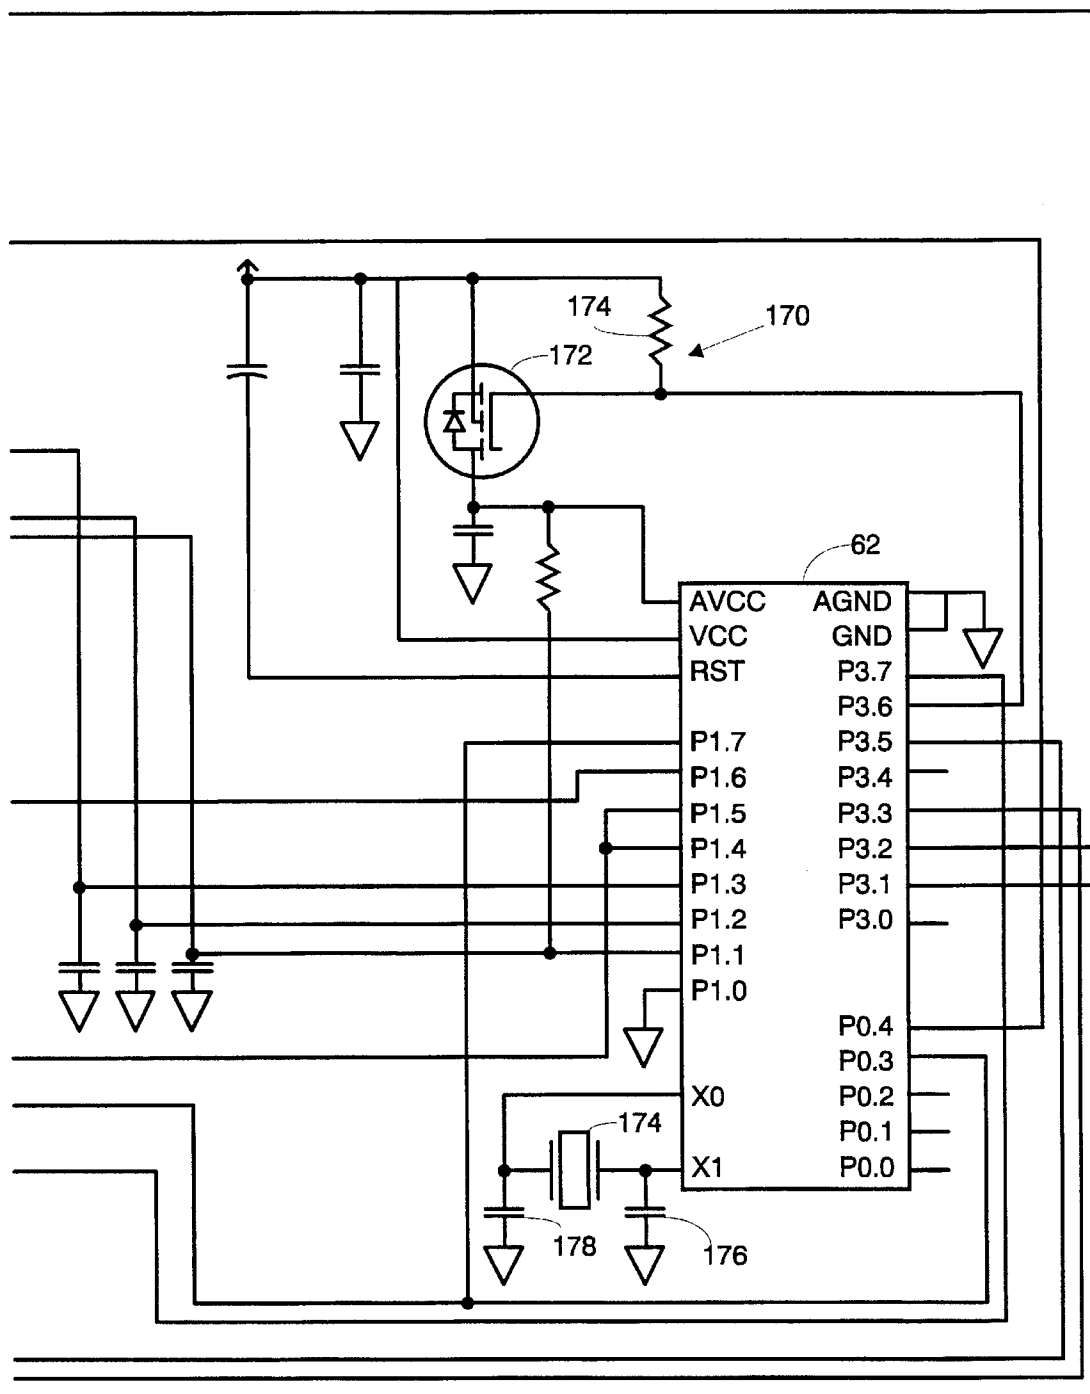 174
170
172
62
AVCC AGND
VCC GND
RST P3.7
P3.6
P1.7 P3.5
P1.6 P3.4
P1.5 P3.3
P1.4 P3.2
P1.3 P3.1
P1.2 P3.0
P1.1
P1.0
P0.4
P0.3
X0 P0.2
174 P0.1
X1 P0.0
178
176